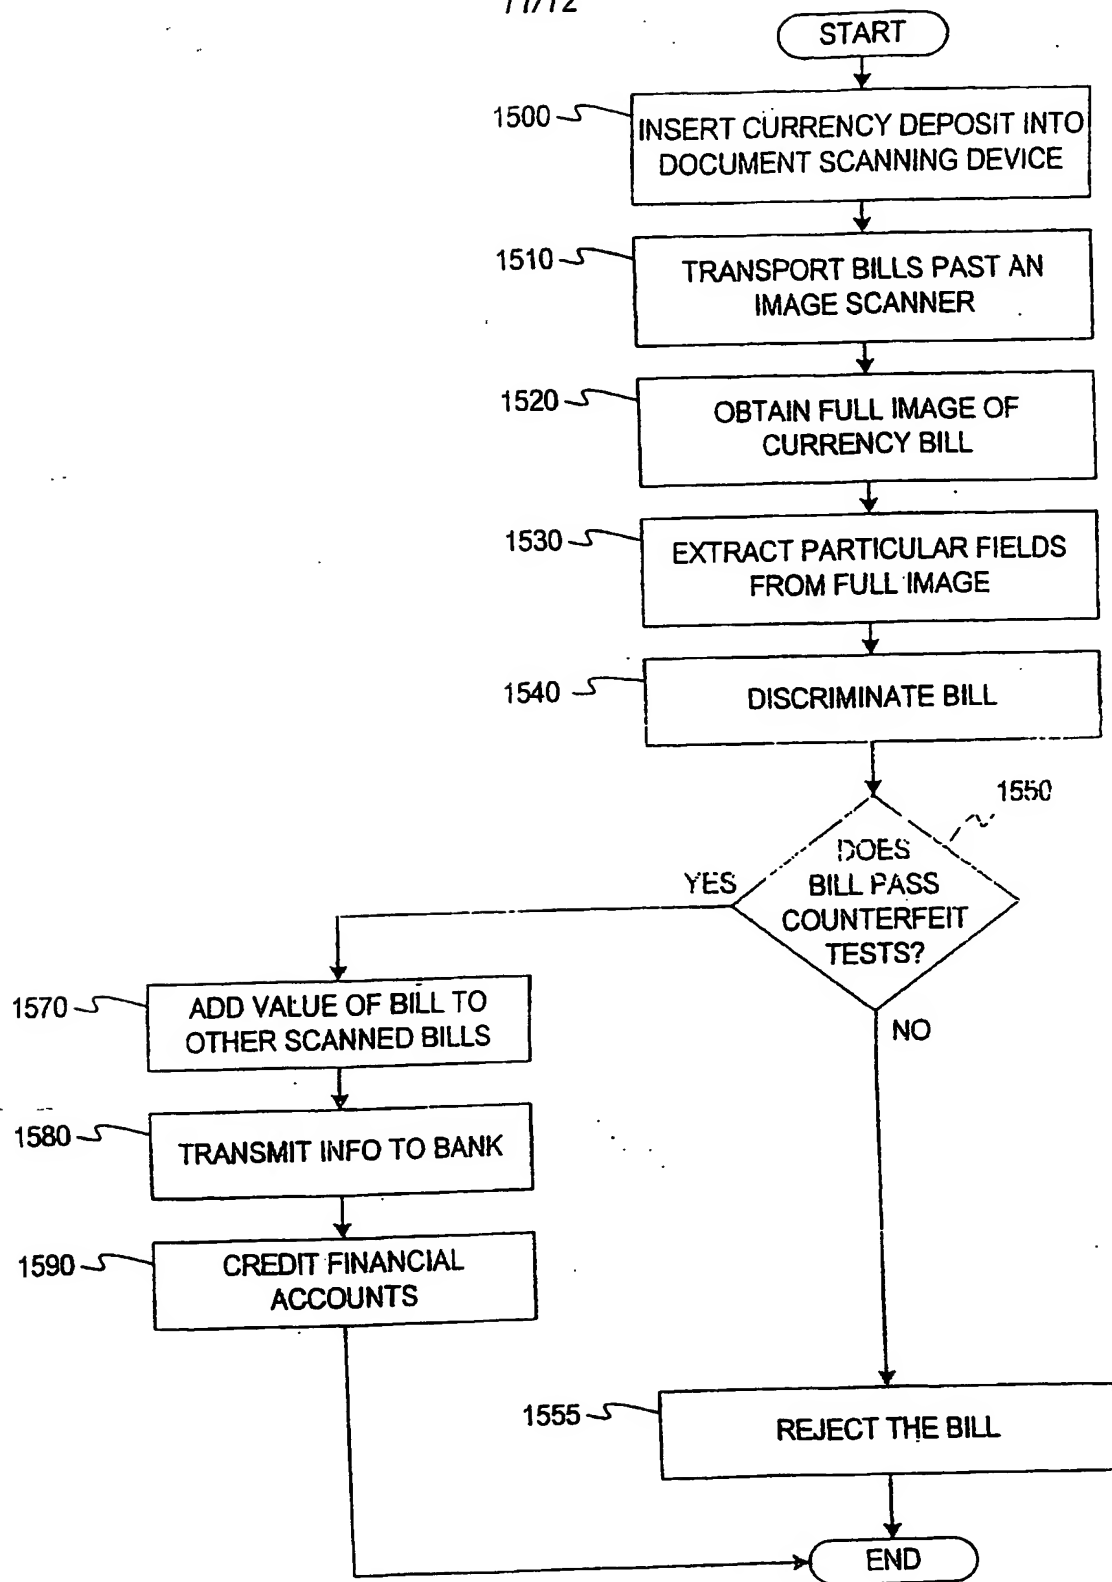 11/12
START
1500
INSERT CURRENCY DEPOSIT INTO
DOCUMENT SCANNING DEVICE
1510
TRANSPORT BILLS PAST AN
IMAGE SCANNER
1520
OBTAIN FULL IMAGE OF
CURRENCY BILL
1530
EXTRACT PARTICULAR FIELDS
FROM FULL IMAGE
1540
DISCRIMINATE BILL
1550
DOES
BILL PASS
COUNTERFEIT
TESTS?
YES
NO
1570
ADD VALUE OF BILL TO
OTHER SCANNED BILLS
1580
TRANSMIT INFO TO BANK
1590
CREDIT FINANCIAL
ACCOUNTS
1555
REJECT THE BILL
END